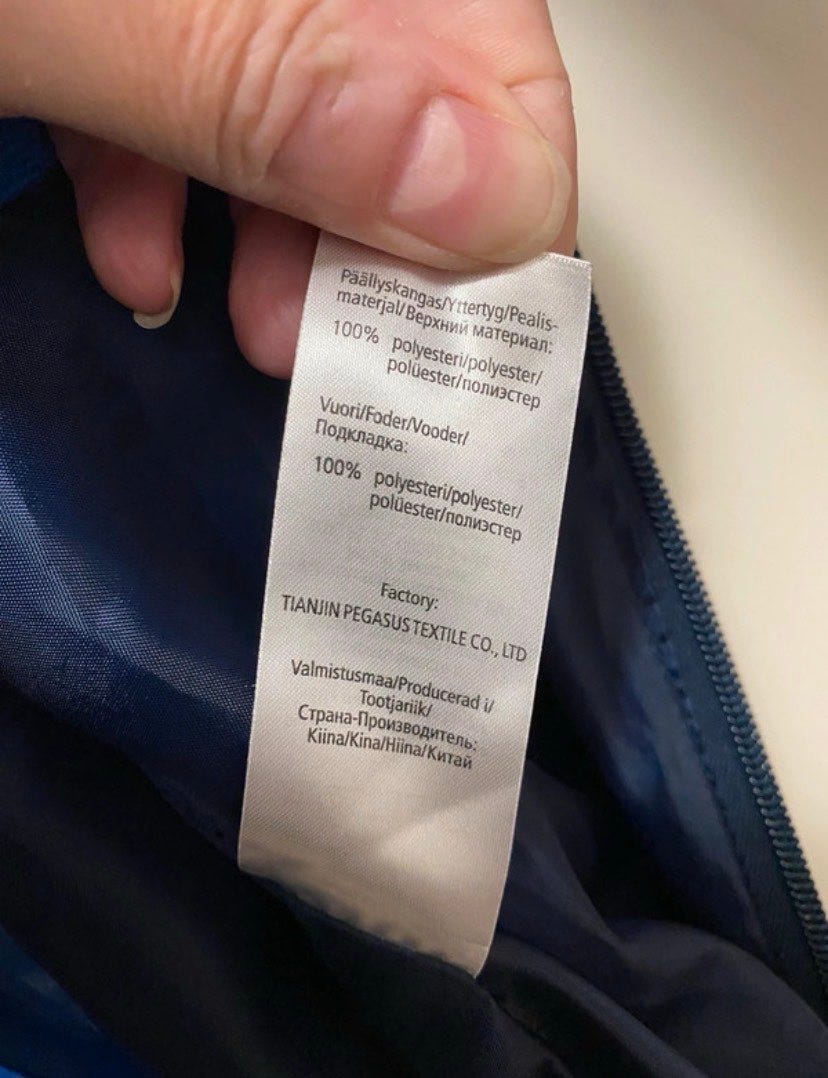 Päällyskangas/Yttertyg/Pealis-
materjal/Верхний материал:
100% polyesteri/polyester/
polüester/полиэстер
Vuori/Foder/Vooder/
Подкладка:
100% polyesteri/polyester/
polüester/полиэстер
Factory:
TIANJIN PEGASUS TEXTILE CO., LTD
Valmistusmaa/Producerad i/
Tootjariik/
Страна-Производитель:
Kiina/Kina/Hiina/Китай